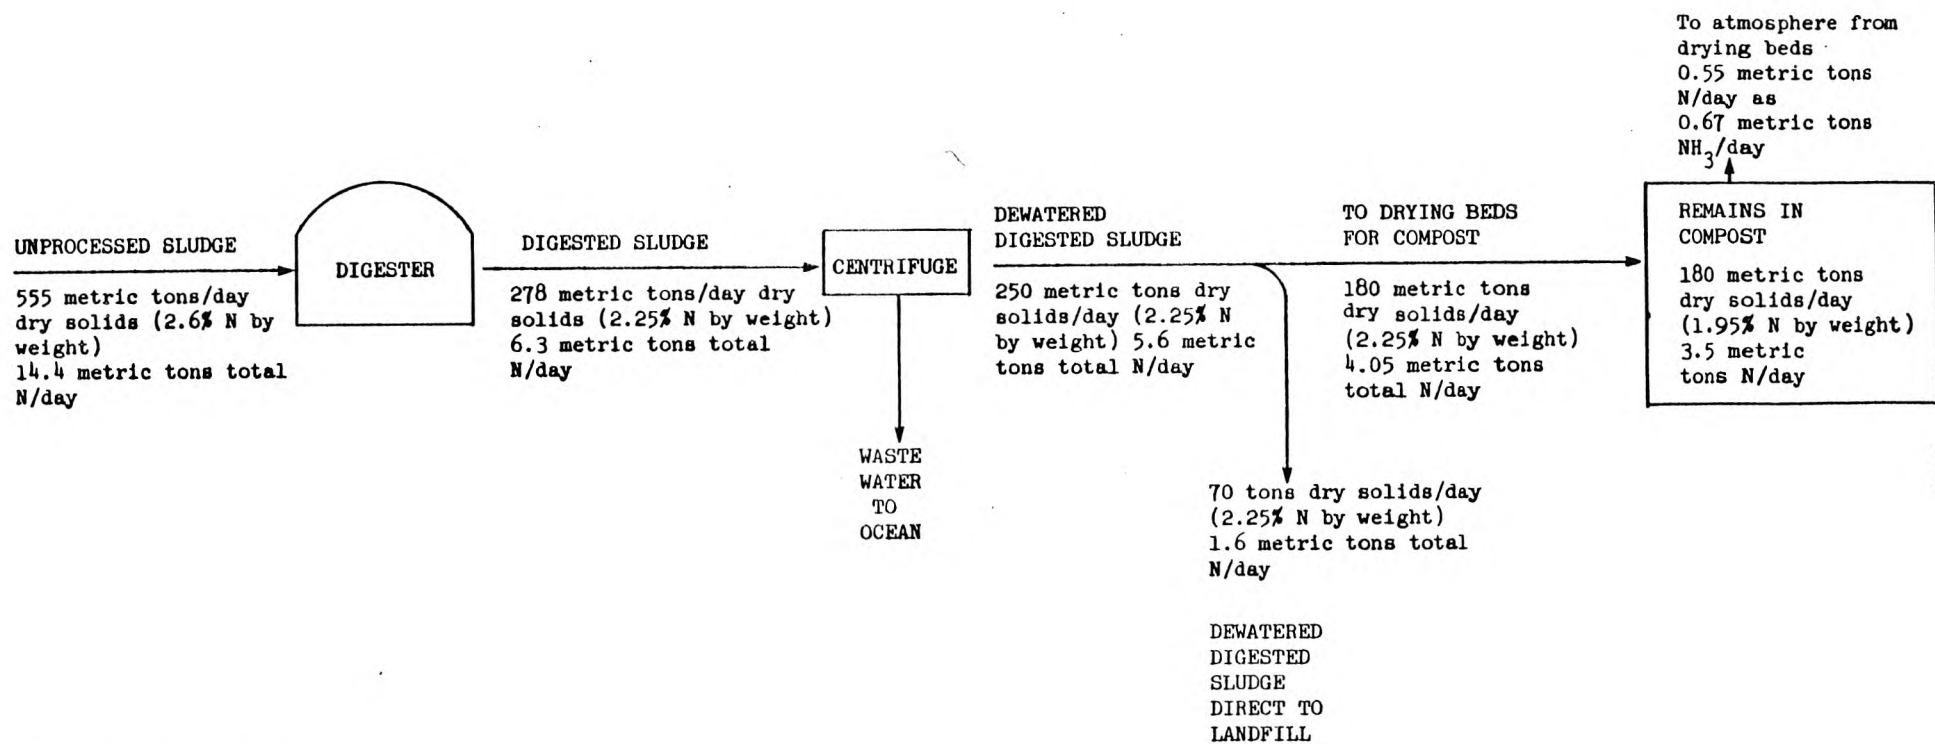 To atmosphere from
drying beds
0.55 metric tons
N/day as
0.67 metric tons
NH3/day
UNPROCESSED SLUDGE
555 metric tons/day
dry solids (2.6% N by
weight)
14.4 metric tons total
N/day
DIGESTER
DIGESTED SLUDGE
278 metric tons/day dry
solids (2.25% N by weight)
6.3 metric tons total
N/day
CENTRIFUGE
WASTE
WATER
TO
OCEAN
DEWATERED
DIGESTED SLUDGE
250 metric tons dry
solids/day (2.25% N
by weight) 5.6 metric
tons total N/day
TO DRYING BEDS
FOR COMPOST
180 metric tons
dry solids/day
(2.25% N by weight)
4.05 metric tons
total N/day
REMAINS IN
COMPOST
180 metric tons
dry solids/day
(1.95% N by weight)
3.5 metric
tons N/day
70 tons dry solids/day
(2.25% N by weight)
1.6 metric tons total
N/day
DEWATERED
DIGESTED
SLUDGE
DIRECT TO
LANDFILL